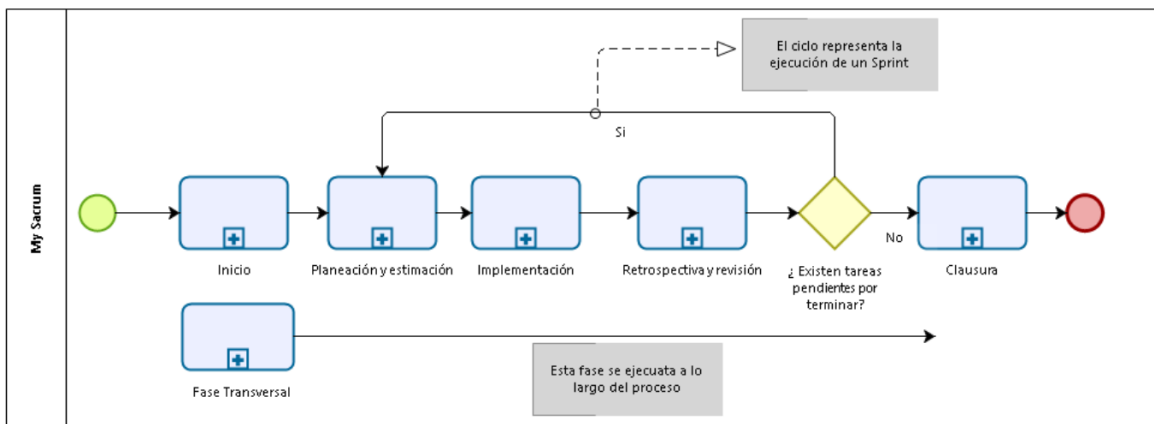 My Sacrum
El ciclo representa la
ejecución de un Sprint
Si
Inicio
Planeación y estimación
Implementación
Retrospectiva y revisión
¿ Existen tareas
pendientes por
terminar?
No
Clausura
Fase Transversal
Esta fase se ejecuata a lo
largo del proceso